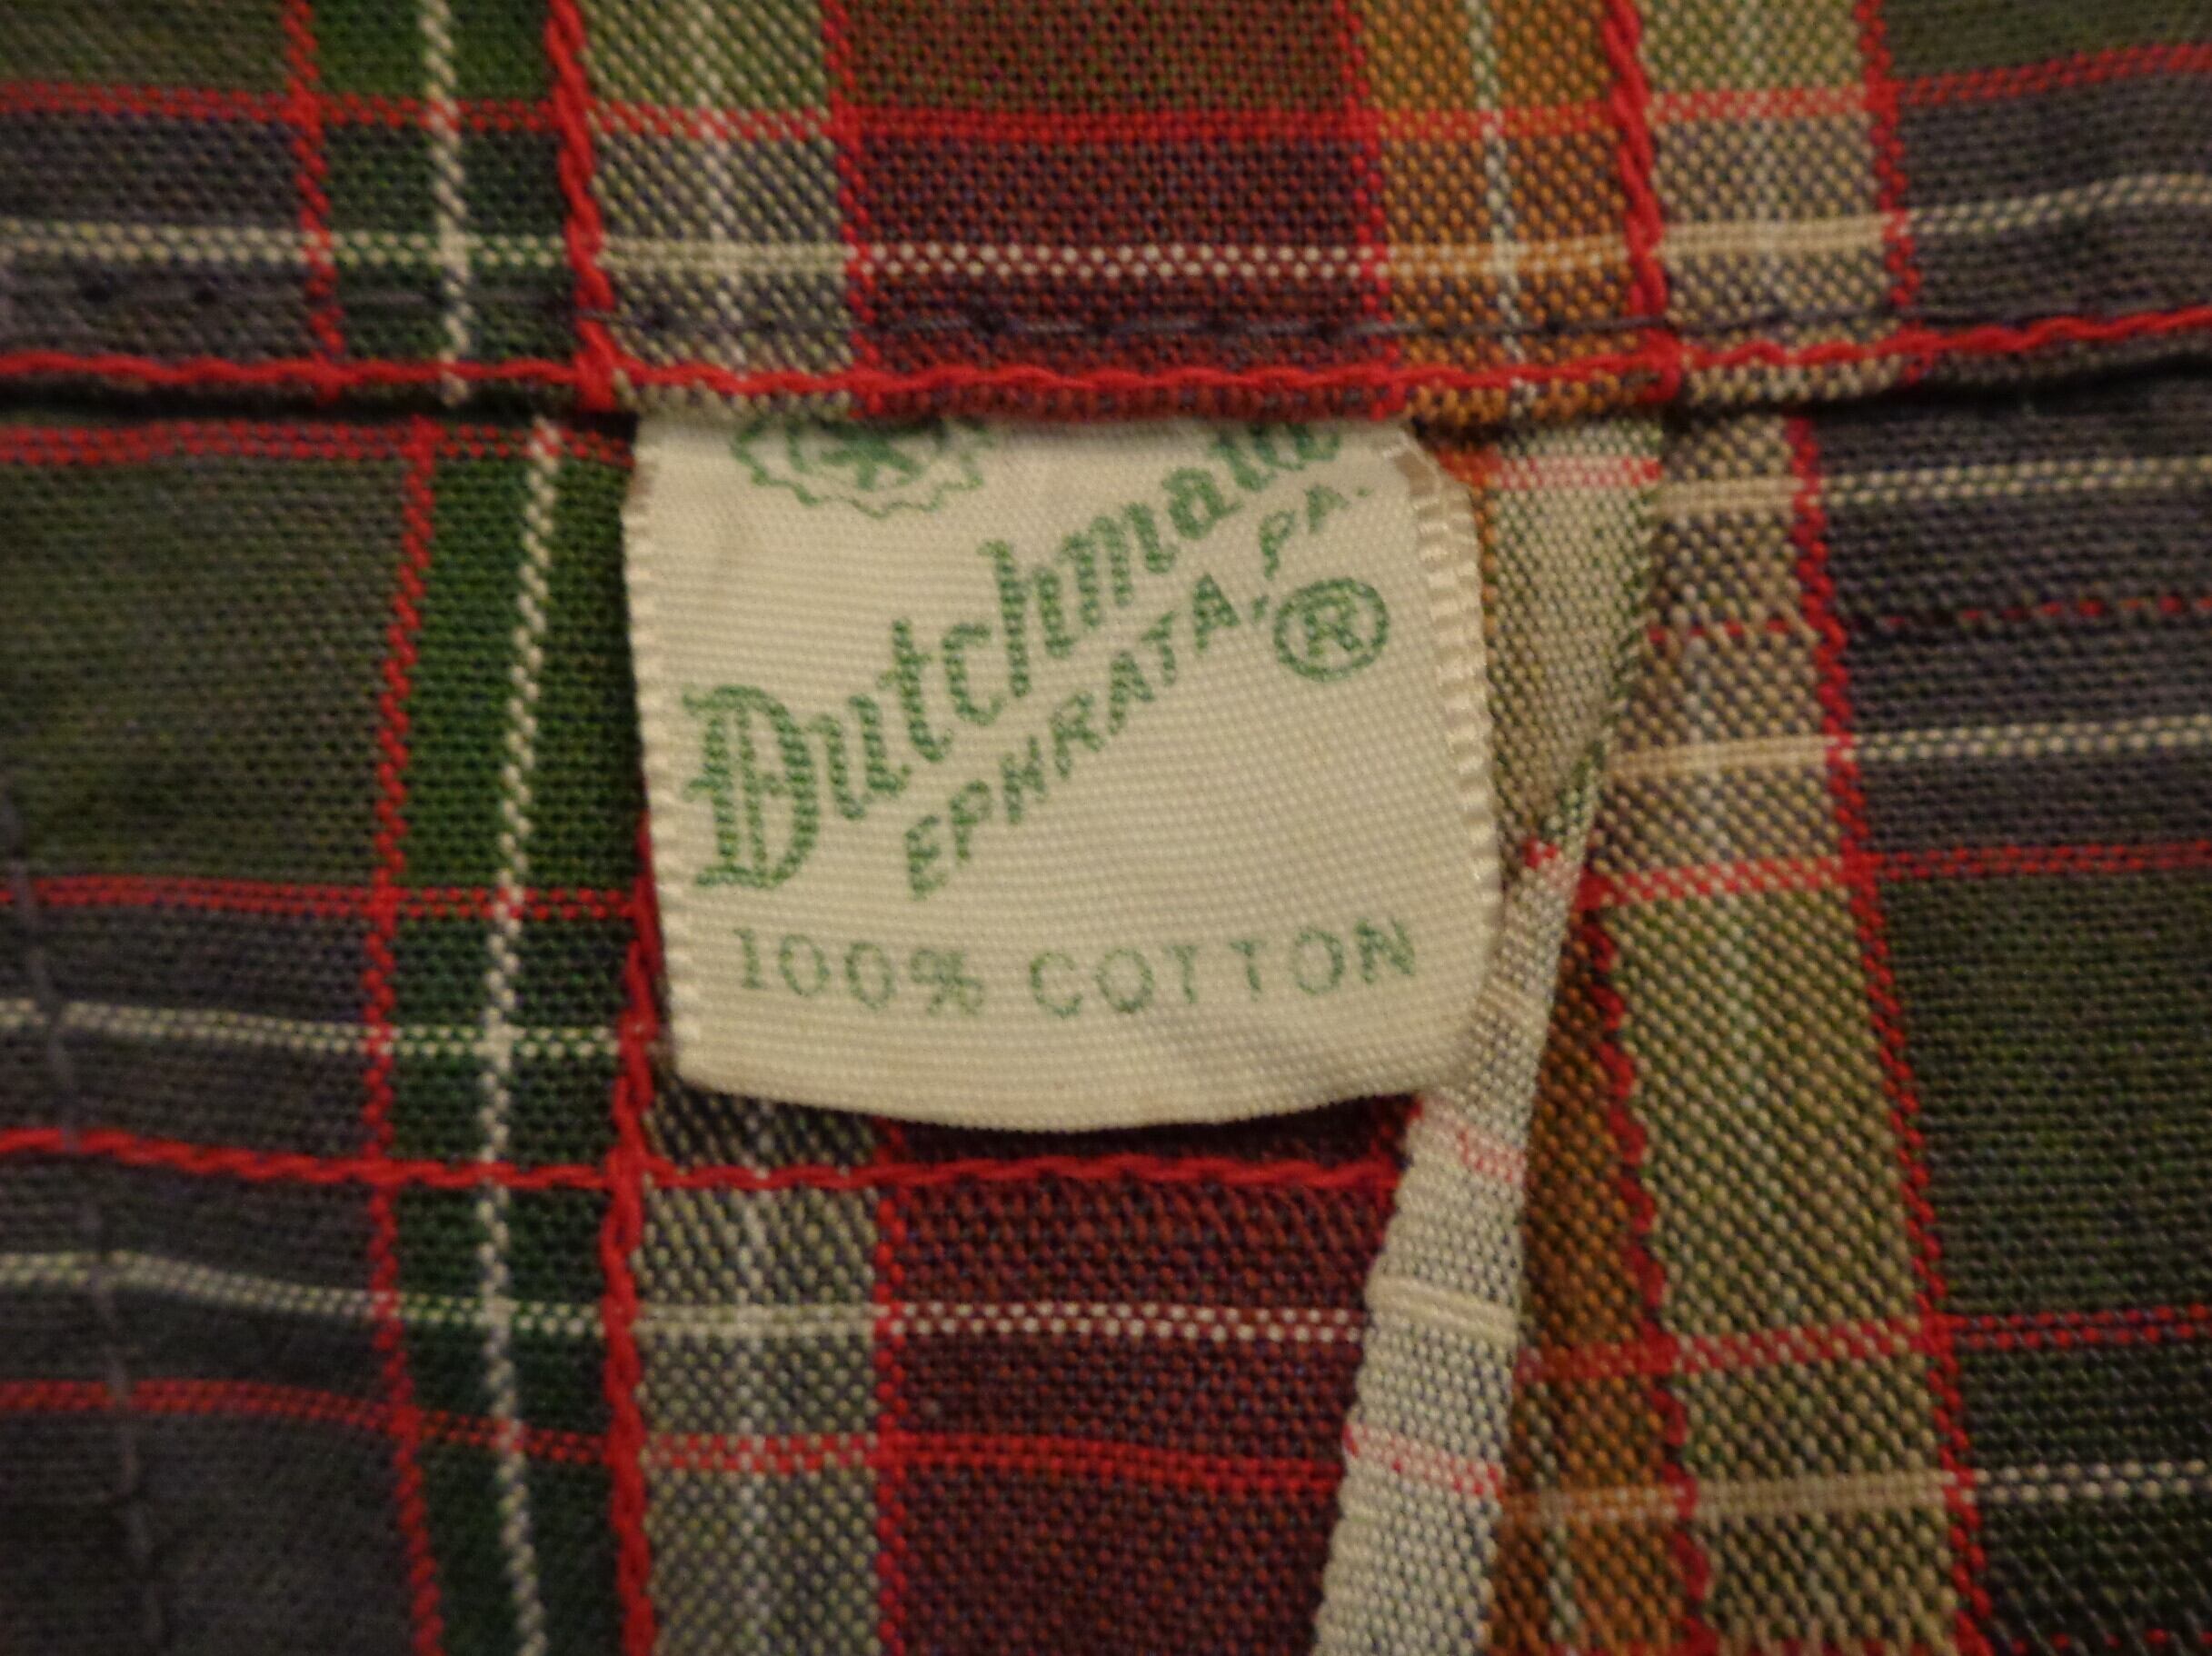 Dutchmaid
EPHRATA, PA.
®
100% COTTON